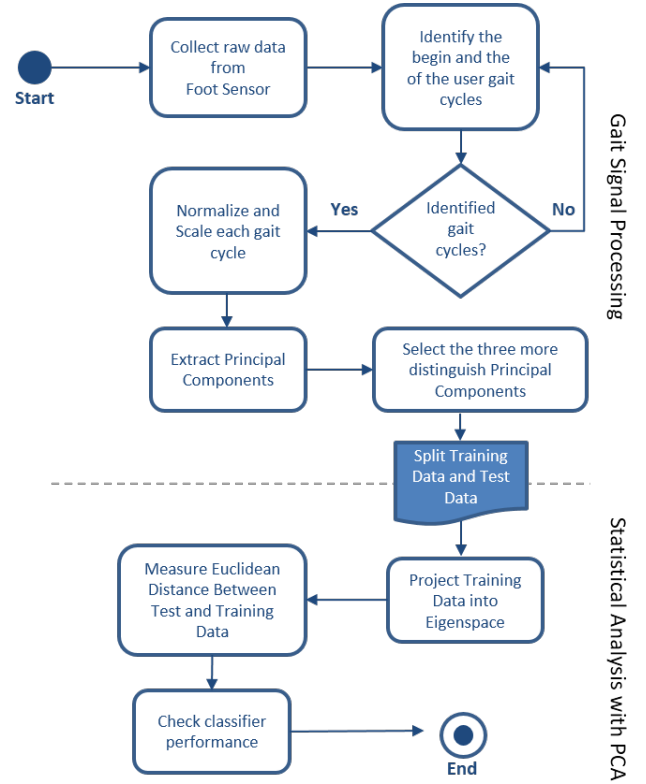 Start
Collect raw data
from
Foot Sensor
Identify the
begin and the
of the user gait
cycles
Identified
gait
cycles?
Yes
No
Normalize and
Scale each gait
cycle
Extract Principal
Components
Select the three more
distinguish Principal
Components
Split Training
Data and Test
Data
Gait Signal Processing
Project Training
Data into
Eigenspace
Measure Euclidean
Distance Between
Test and Training
Data
Check classifier
performance
End
Statistical Analysis with PCA